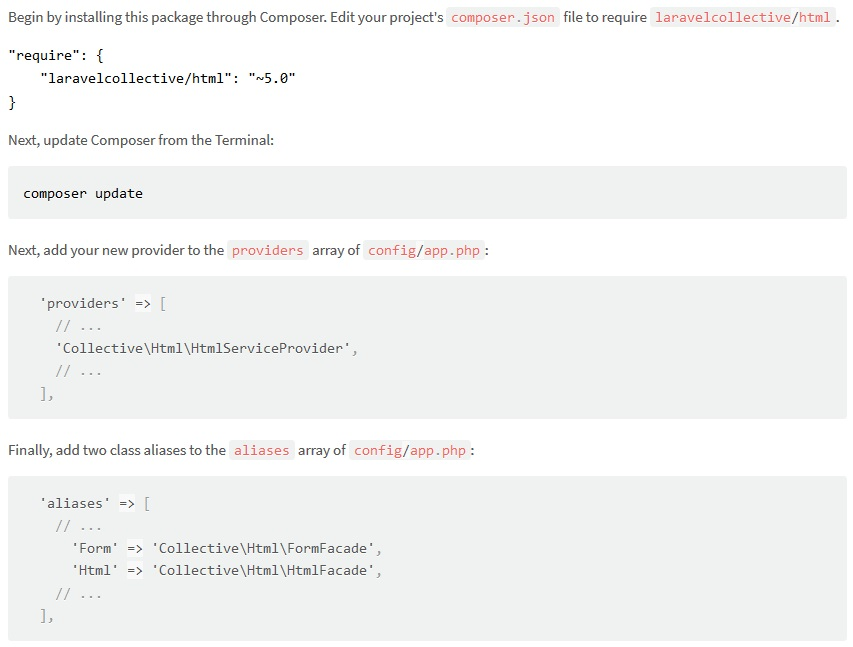 Begin by installing this package through Composer. Edit your project's composer.json file to require laravelcollective/html.
"require": {
    "laravelcollective/html": "~5.0"
}
Next, update Composer from the Terminal:
composer update
Next, add your new provider to the providers array of config/app.php:
'providers' => [
  // ...
  'Collective\Html\HtmlServiceProvider',
  // ...
],
Finally, add two class aliases to the aliases array of config/app.php:
'aliases' => [
  // ...
    'Form' => 'Collective\Html\FormFacade',
    'Html' => 'Collective\Html\HtmlFacade',
  // ...
],